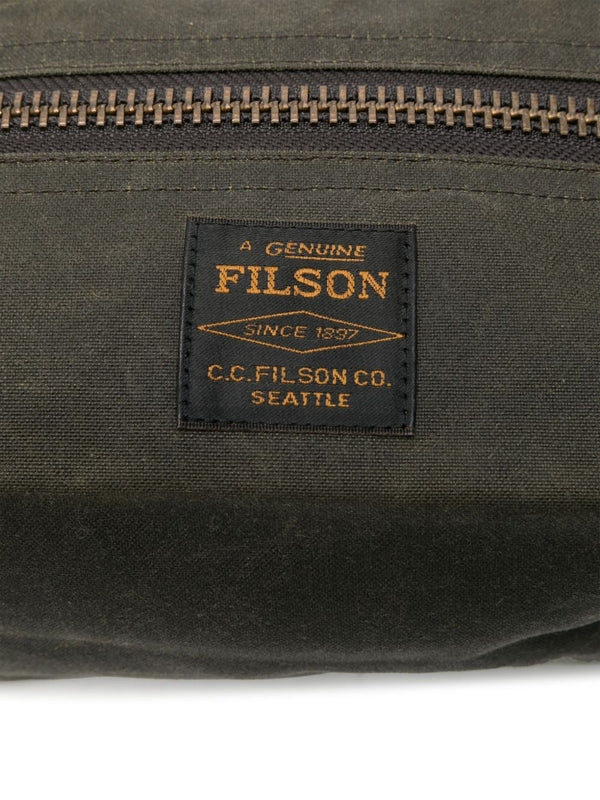 A GENUINE
FILSON
SINCE 1897
C.C. FILSON CO.
SEATTLE